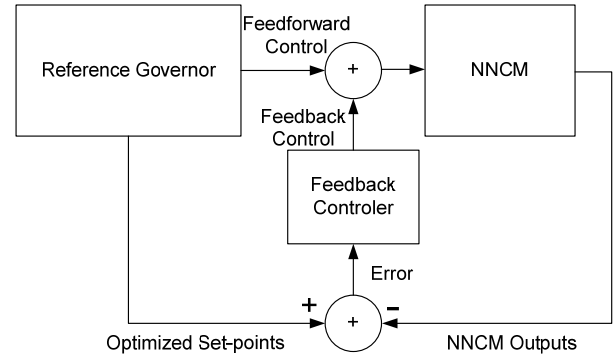 Feedforward
Control
Reference Governor
+
NNCM
Feedback
Control
Feedback
Controler
Error
+
-
+
Optimized Set-points
NNCM Outputs